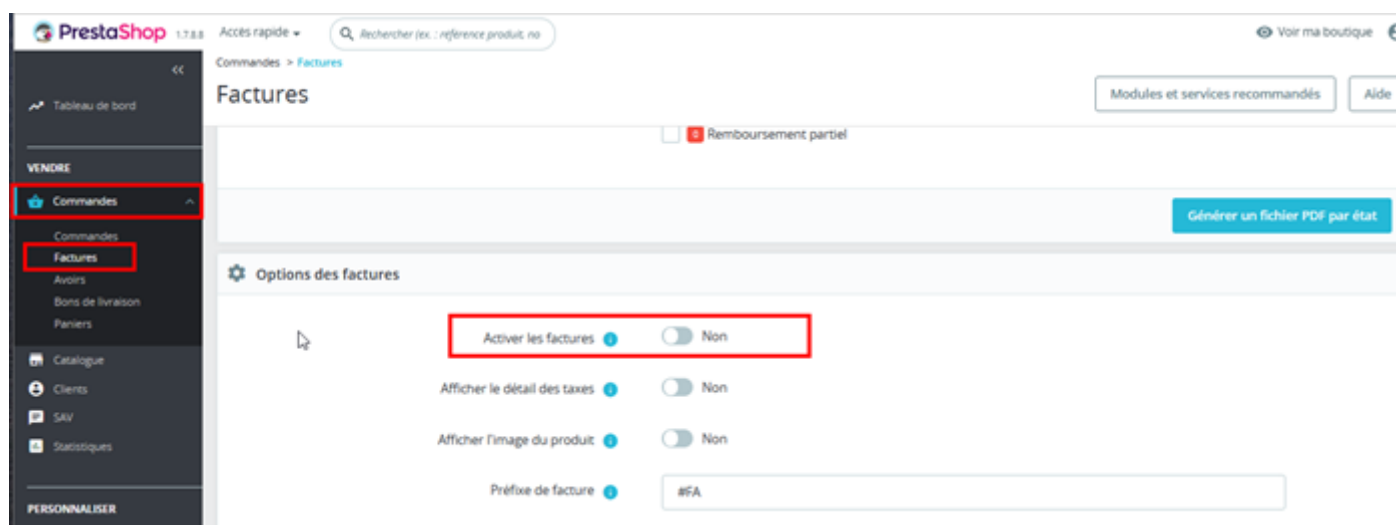 PrestaShop 1.7.8.8 Accès rapide Rechercher (ex. : référence produit, no Voir ma boutique
Commandes > Factures
Factures
Modules et services recommandés Aide
Tableau de bord
VENDRE
Commandes
Commandes
Factures
Avoirs
Bons de livraison
Paniers
Catalogue
Clients
SAV
Statistiques
PERSONNALISER
0 Remboursement partiel
Générer un fichier PDF par état
Options des factures
Activer les factures Non
Afficher le détail des taxes Non
Afficher l'image du produit Non
Préfixe de facture #FA